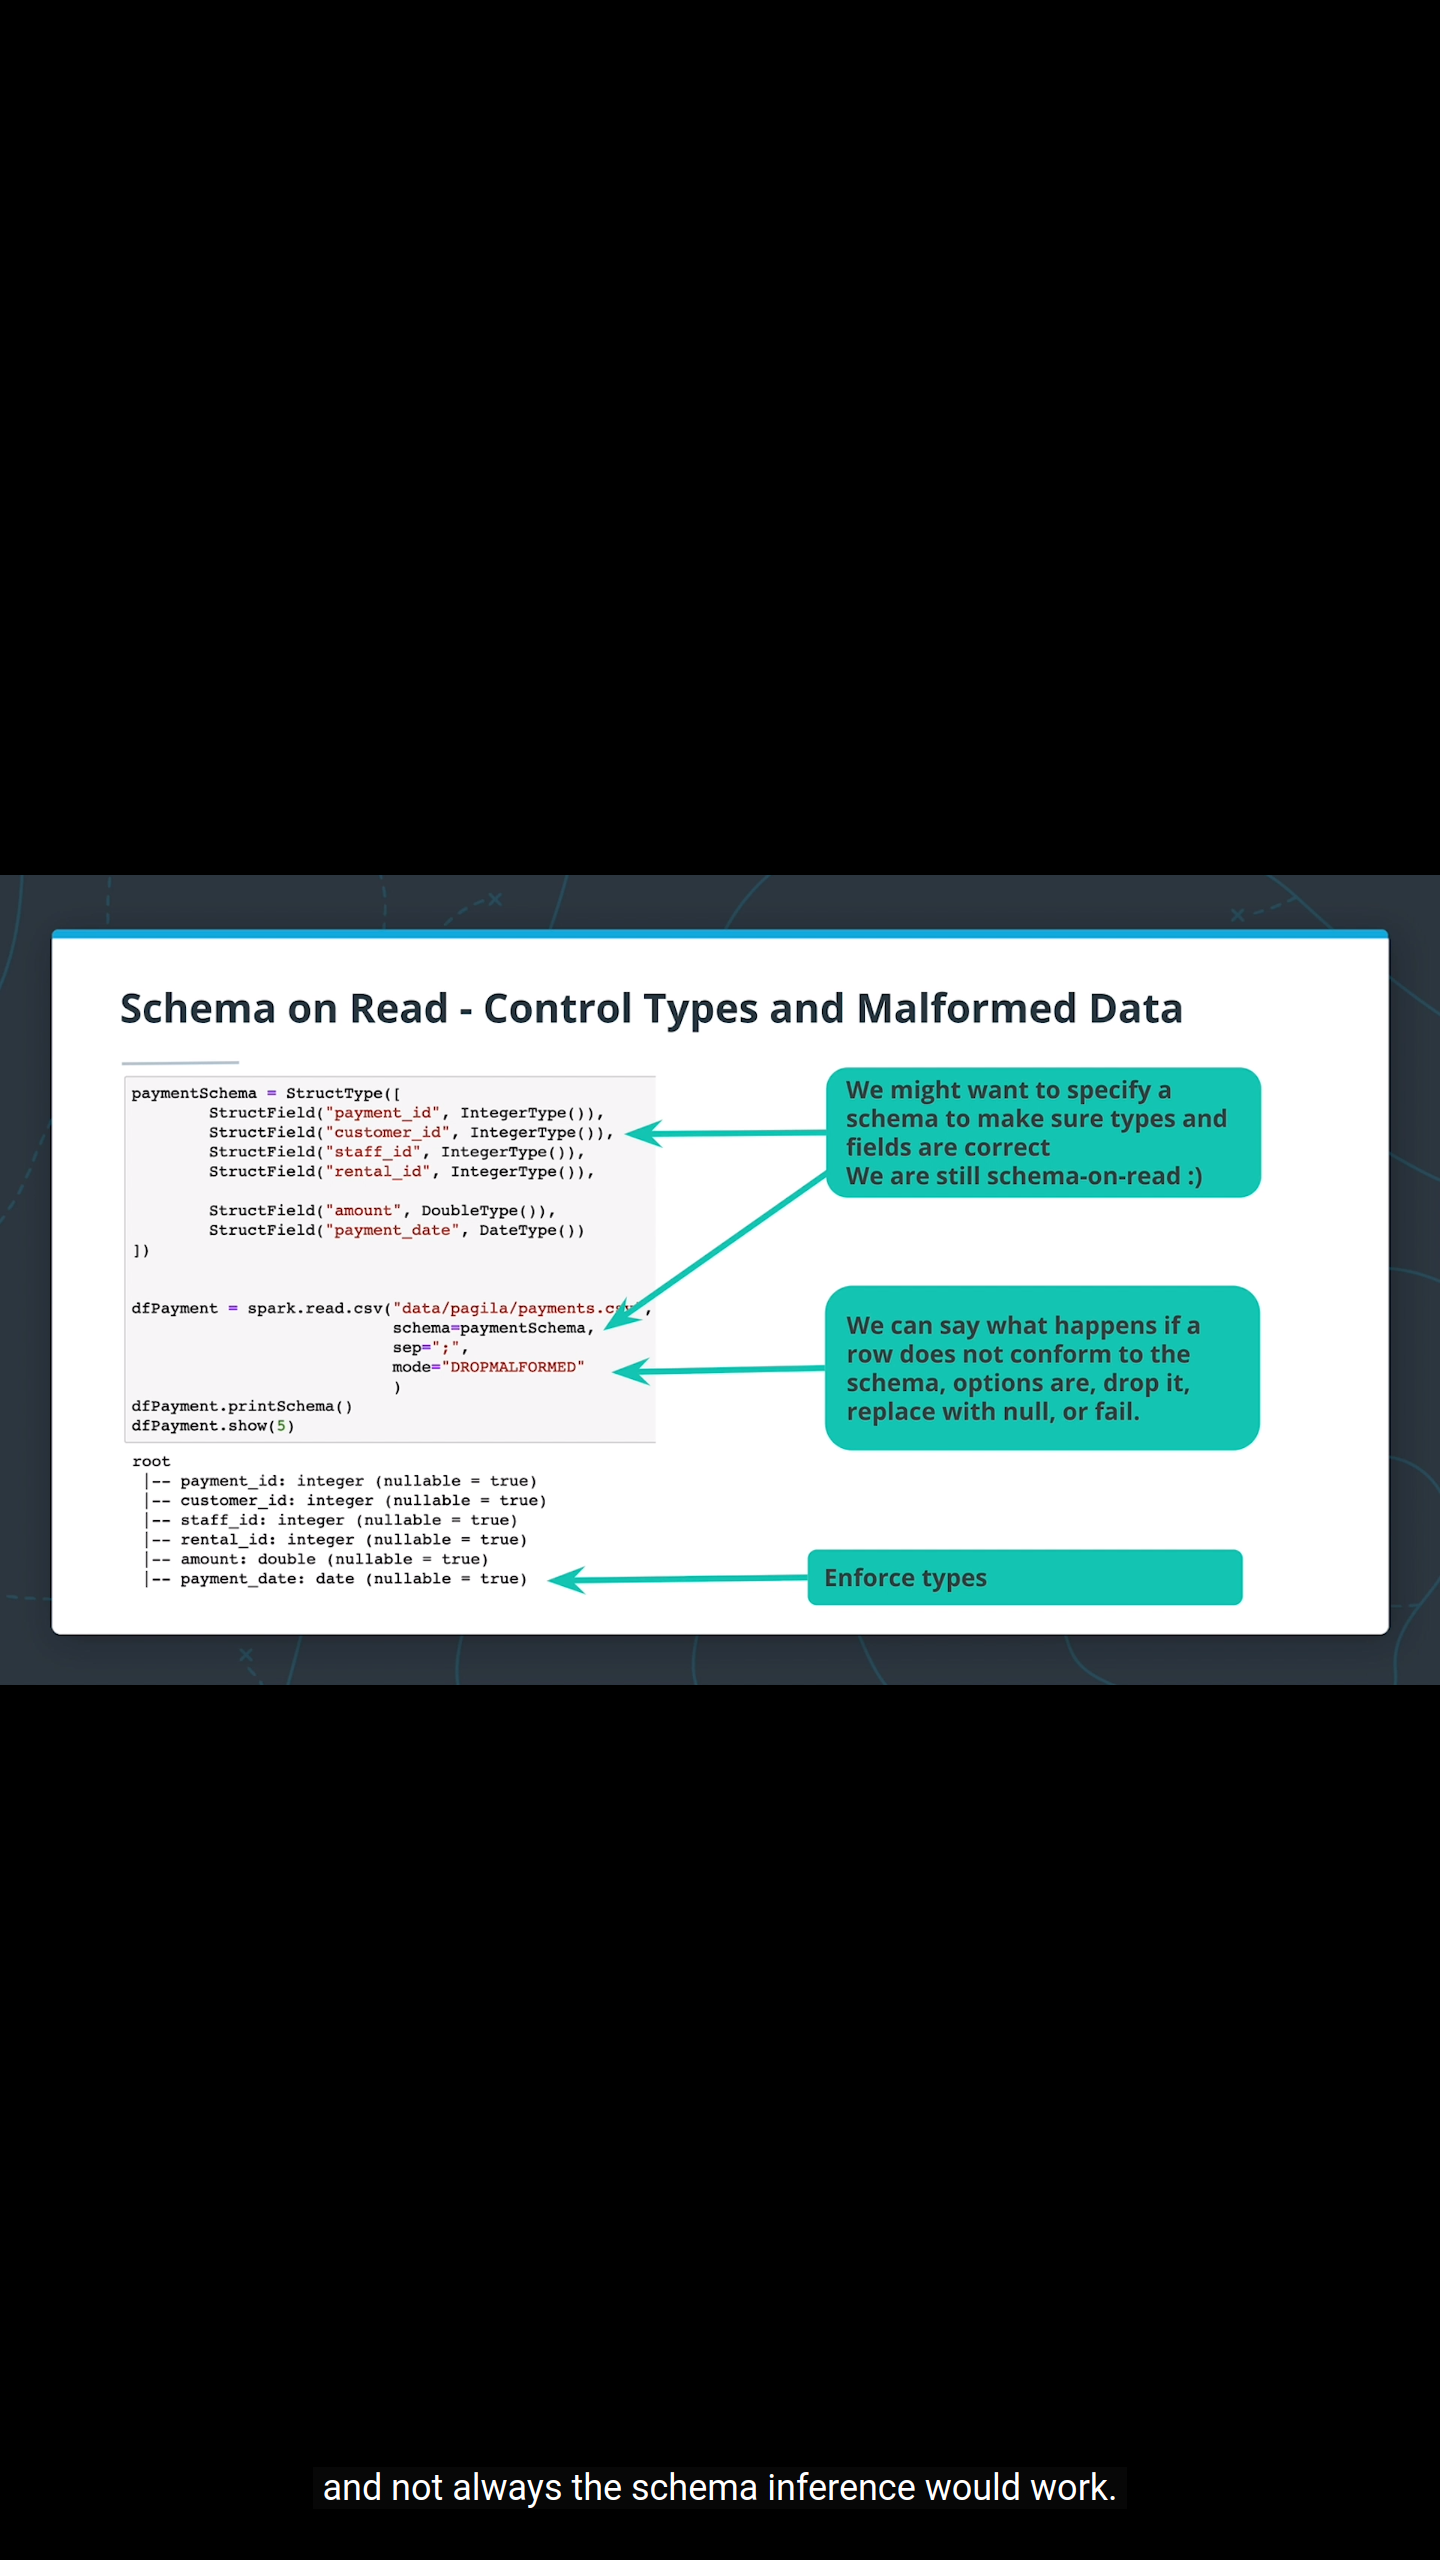 Schema on Read - Control Types and Malformed Data
paymentSchema = StructType([
StructField("payment_id", IntegerType()),
StructField("customer_id", IntegerType()),
StructField("staff_id", IntegerType()),
StructField("rental_id", IntegerType()),
StructField("amount", DoubleType()),
StructField("payment_date", DateType())
])
dfPayment = spark.read.csv("data/pagila/payments.csv",
schema=paymentSchema,
sep=";",
mode="DROPMALFORMED"
)
dfPayment.printSchema()
dfPayment.show(5)
root
|-- payment_id: integer (nullable = true)
|-- customer_id: integer (nullable = true)
|-- staff_id: integer (nullable = true)
|-- rental_id: integer (nullable = true)
|-- amount: double (nullable = true)
|-- payment_date: date (nullable = true)
We might want to specify a
schema to make sure types and
fields are correct
We are still schema-on-read :)
We can say what happens if a
row does not conform to the
schema, options are, drop it,
replace with null, or fail.
Enforce types
and not always the schema inference would work.